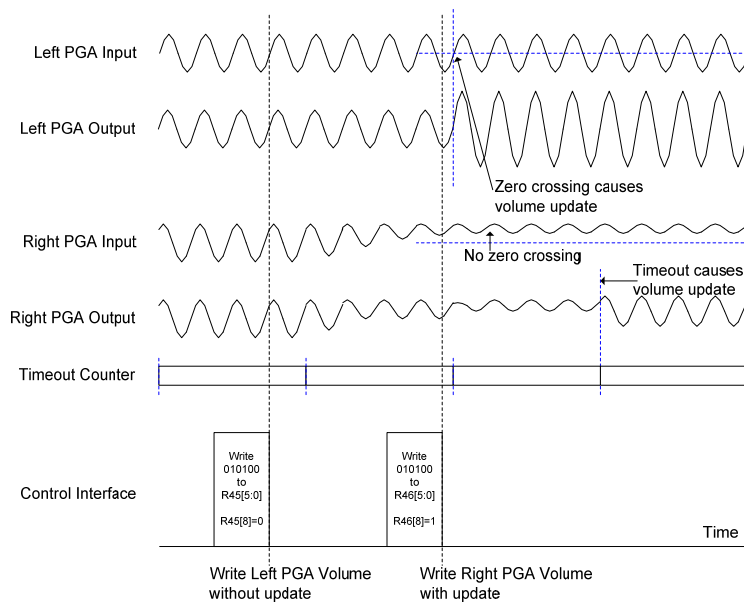 Left PGA Input
Left PGA Output
Zero crossing causes
volume update
Right PGA Input
No zero crossing
Timeout causes
volume update
Right PGA Output
Timeout Counter
Write
010100
to
R45[5:0]
R45[8]=0
Write
010100
to
R46[5:0]
R46[8]=1
Control Interface
Time
Write Left PGA Volume
without update
Write Right PGA Volume
with update